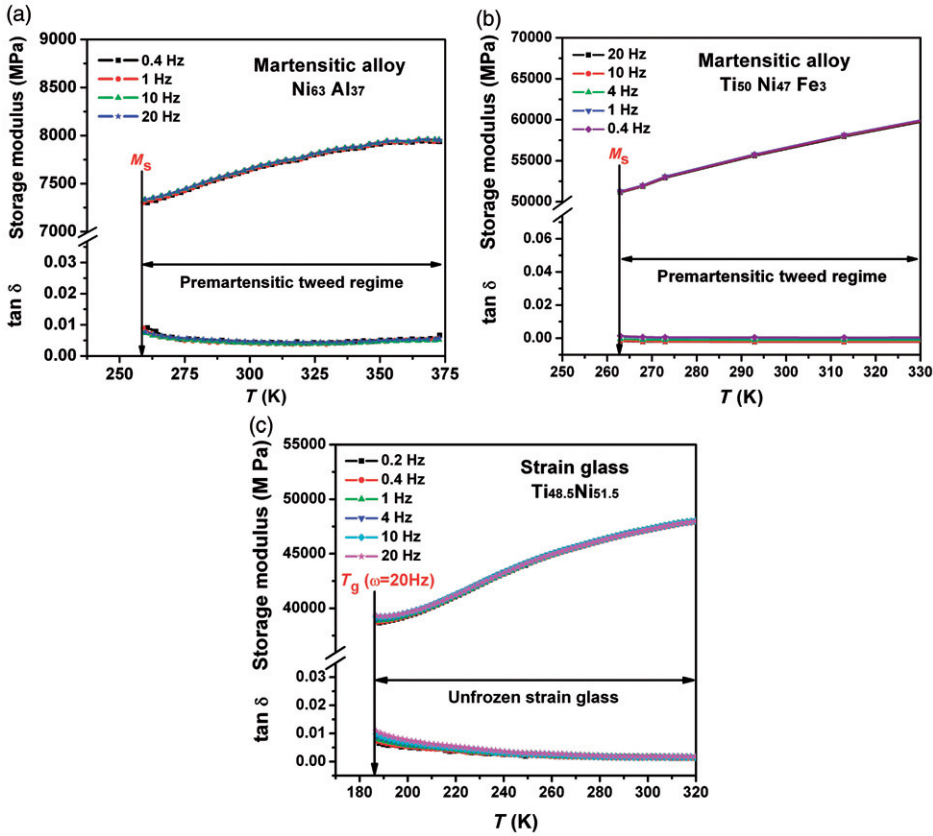 (a)
Storage modulus (MPa)
tan δ
9000
8000
7000
0.03
0.02
0.01
0.00
0.4 Hz
1 Hz
10 Hz
20 Hz
Martensitic alloy
Ni63 Al37
Ms
Premartensitic tweed regime
250 275 300 325 350 375
T (K)
(b)
Storage modulus (MPa)
tan δ
70000
65000
60000
55000
50000
0.06
0.04
0.02
0.00
20 Hz
10 Hz
4 Hz
1 Hz
0.4 Hz
Martensitic alloy
Ti50 Ni47 Fe3
Ms
Premartensitic tweed regime
250 260 270 280 290 300 310 320 330
T (K)
(c)
Storage modulus (M Pa)
tan δ
55000
50000
45000
40000
0.03
0.02
0.01
0.00
0.2 Hz
0.4 Hz
1 Hz
4 Hz
10 Hz
20 Hz
Strain glass
Ti48.5Ni51.5
Tg (ω=20Hz)
Unfrozen strain glass
180 200 220 240 260 280 300 320
T (K)